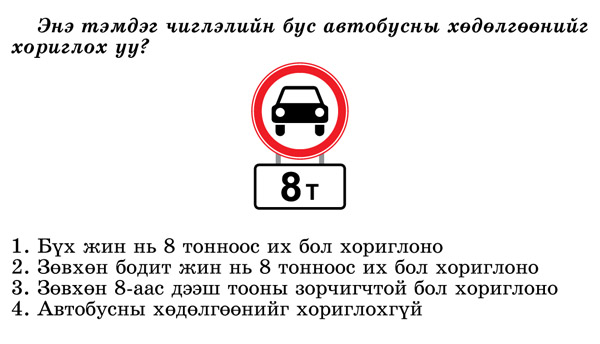 Энэ тэмдэг чиглэлийн бус автобусны хөдөлгөөнийг
хориглох уу?
8т
1. Бүх жин нь 8 тонноос их бол хориглоно
2. Зөвхөн бодит жин нь 8 тонноос их бол хориглоно
3. Зөвхөн 8-аас дээш тооны зорчигчтой бол хориглоно
4. Автобусны хөдөлгөөнийг хориглохгүй